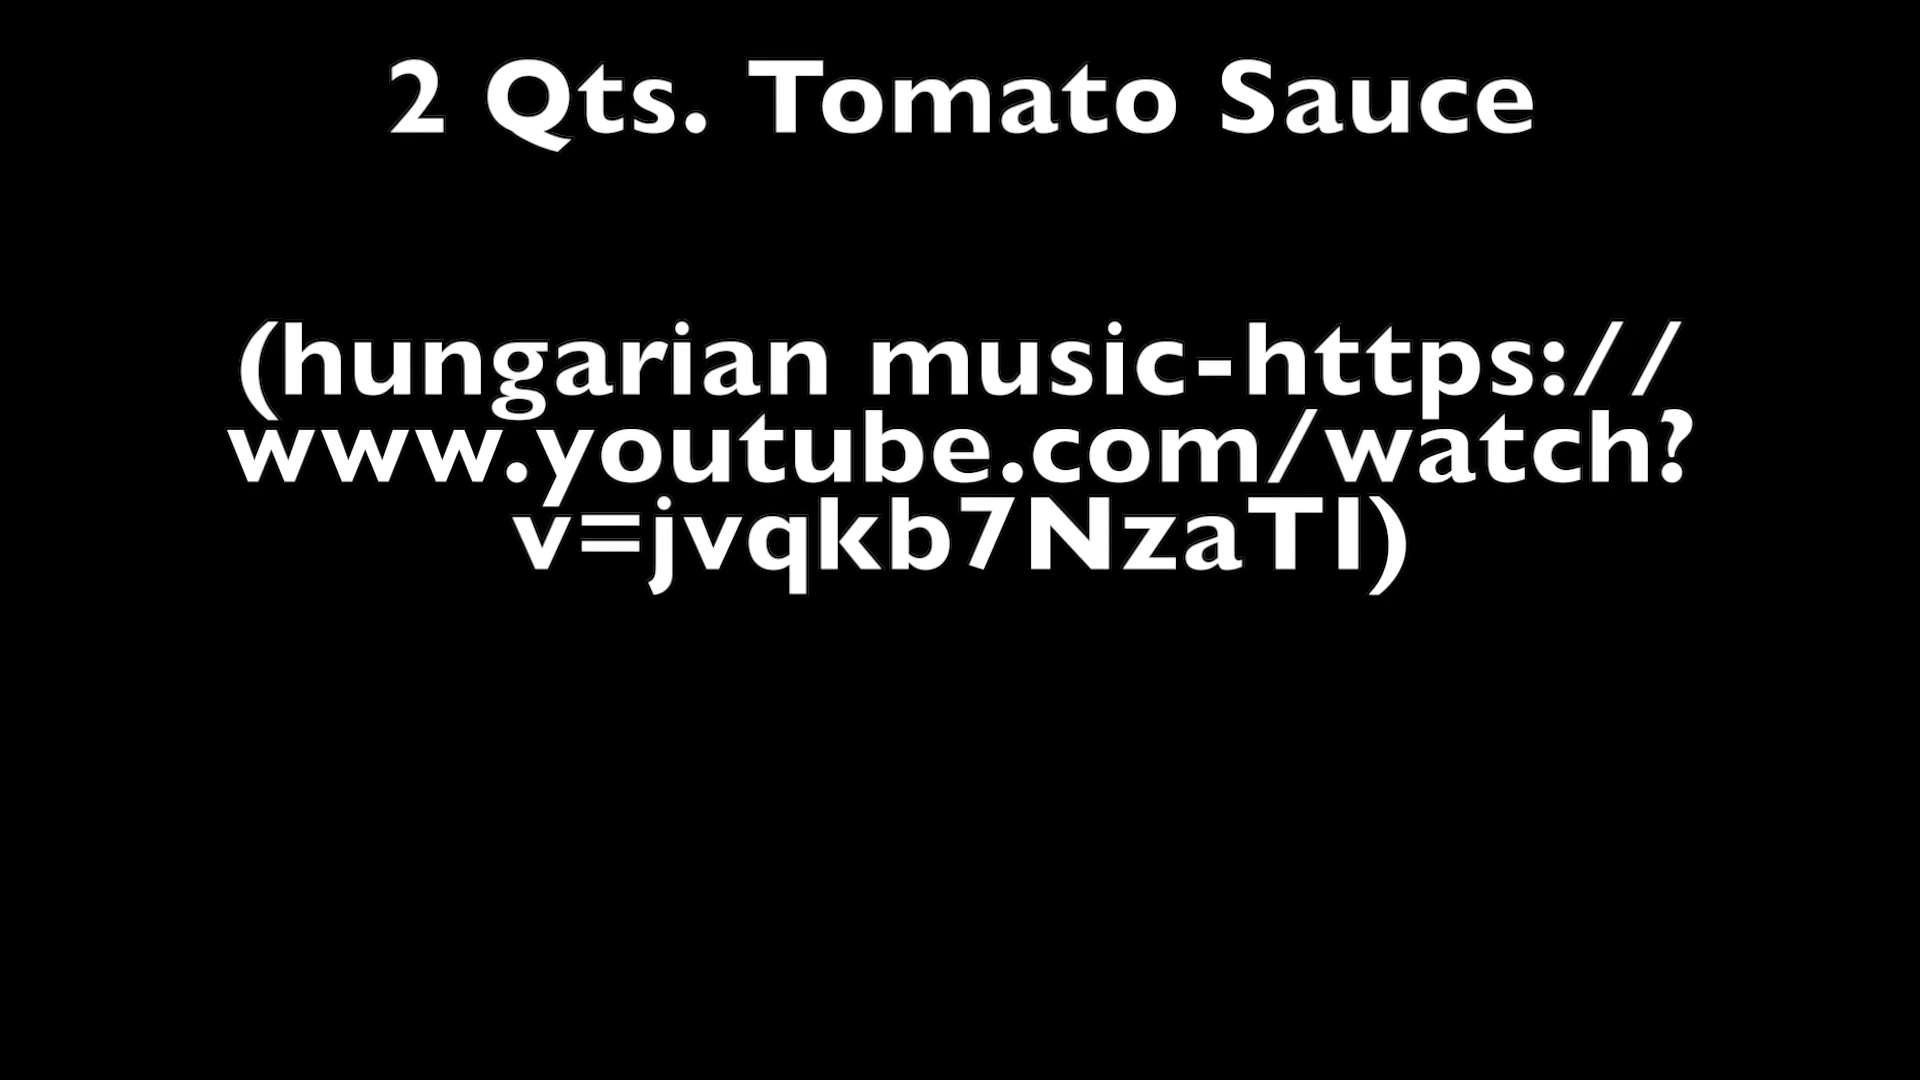 2 Qts. Tomato Sauce
(hungarian music-https://
www.youtube.com/watch?
v=jvqkb7NzaTI)